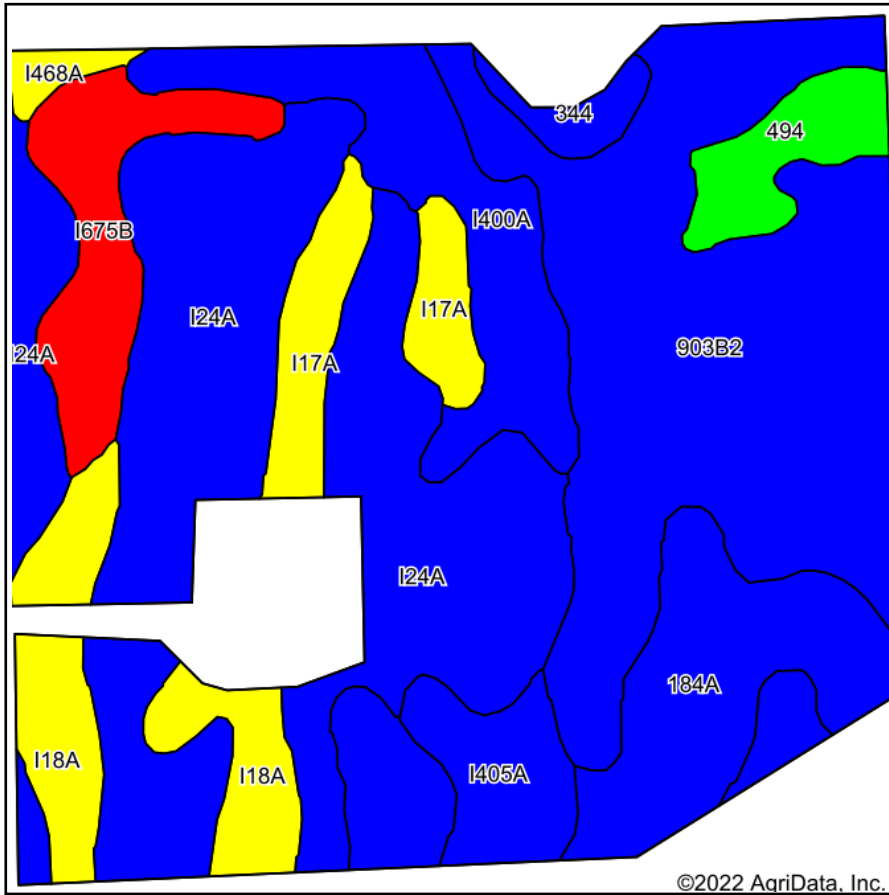 I468A
344
494
I675B
I400A
I24A
I17A
I24A
903B2
I17A
I24A
184A
I18A
I18A
I405A
©2022 AgriData, Inc.